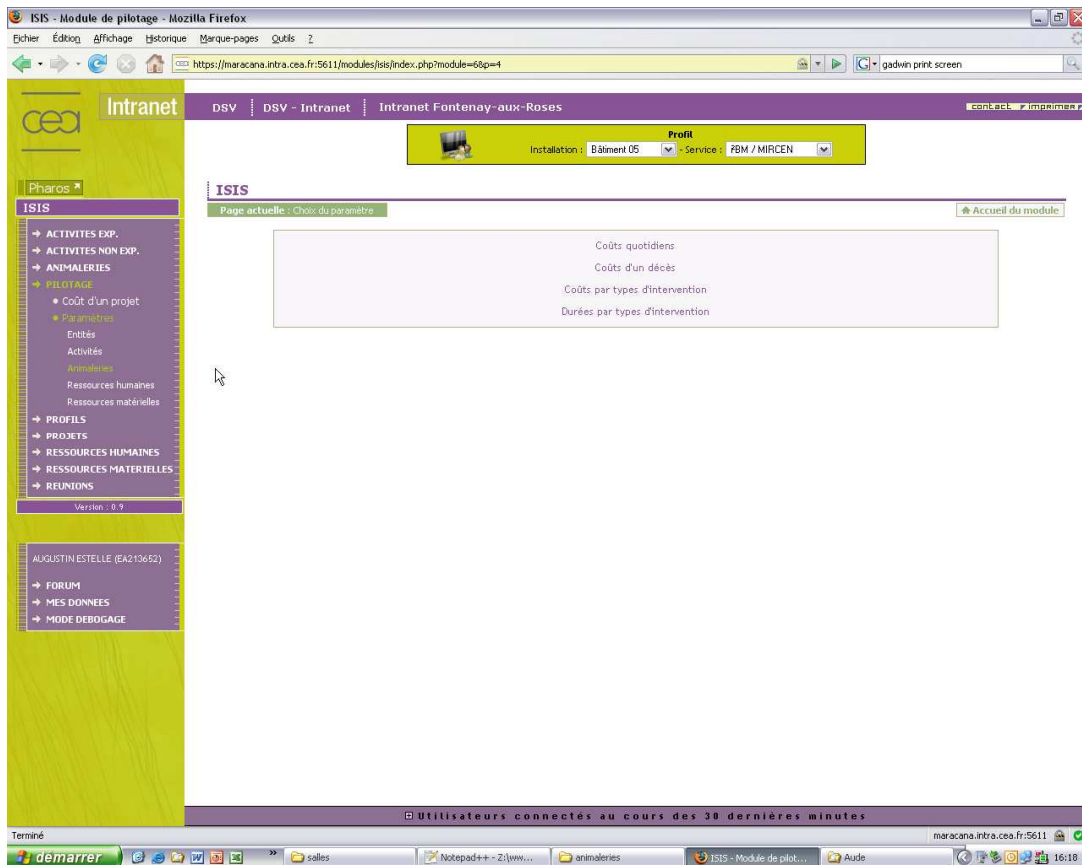 ISIS - Module de pilotage - Mozilla Firefox
Fichier Édition Affichage Historique Marque-pages Outils ?
https://maracana.intra.cea.fr:5611/modules/isis/index.php?module=68&p=4
gadwin print screen
cea
Intranet
DSV DSV - Intranet Intranet Fontenay-aux-Roses
contact imprimer
Profil
Installation : Bâtiment 05 - Service : I²BM / MIRCEN
Pharos
ISIS
ISIS
Page actuelle : Choix du paramètre
Accueil du module
ACTIVITES EXP.
ACTIVITES NON EXP.
ANIMALERIES
PILOTAGE
Coût d'un projet
Paramètres
Entités
Activités
Animaleries
Ressources humaines
Ressources matérielles
PROFILS
PROJETS
RESSOURCES HUMAINES
RESSOURCES MATERIELLES
REUNIONS
Version : 0.9
Coûts quotidiens
Coûts d'un décès
Coûts par types d'intervention
Durées par types d'intervention
AUGUSTIN ESTELLE (EA213652)
FORUM
MES DONNEES
MODE DEBOGAGE
Utilisateurs connectés au cours des 30 dernières minutes
Terminé
maracana.intra.cea.fr:5611
démarrer
salles
Notepad++ - Z:\ww...
animaleries
ISIS - Module de pilot...
Aude
16:18